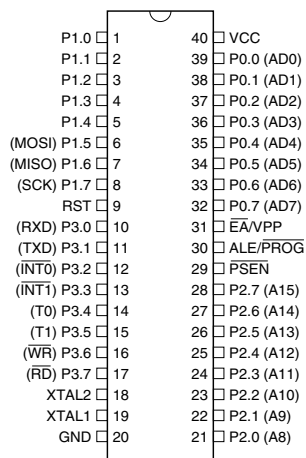 P1.0 1 40 VCC
P1.1 2 39 P0.0 (AD0)
P1.2 3 38 P0.1 (AD1)
P1.3 4 37 P0.2 (AD2)
P1.4 5 36 P0.3 (AD3)
(MOSI) P1.5 6 35 P0.4 (AD4)
(MISO) P1.6 7 34 P0.5 (AD5)
(SCK) P1.7 8 33 P0.6 (AD6)
RST 9 32 P0.7 (AD7)
(RXD) P3.0 10 31 E̅A̅/VPP
(TXD) P3.1 11 30 ALE/P̅R̅O̅G̅
(I̅N̅T̅0̅) P3.2 12 29 P̅S̅E̅N̅
(I̅N̅T̅1̅) P3.3 13 28 P2.7 (A15)
(T0) P3.4 14 27 P2.6 (A14)
(T1) P3.5 15 26 P2.5 (A13)
(W̅R̅) P3.6 16 25 P2.4 (A12)
(R̅D̅) P3.7 17 24 P2.3 (A11)
XTAL2 18 23 P2.2 (A10)
XTAL1 19 22 P2.1 (A9)
GND 20 21 P2.0 (A8)